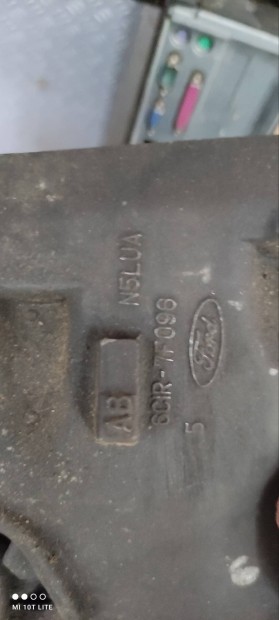 N5LUA
6C1R-7F096
AB
Ford
5
MI 10T LITE